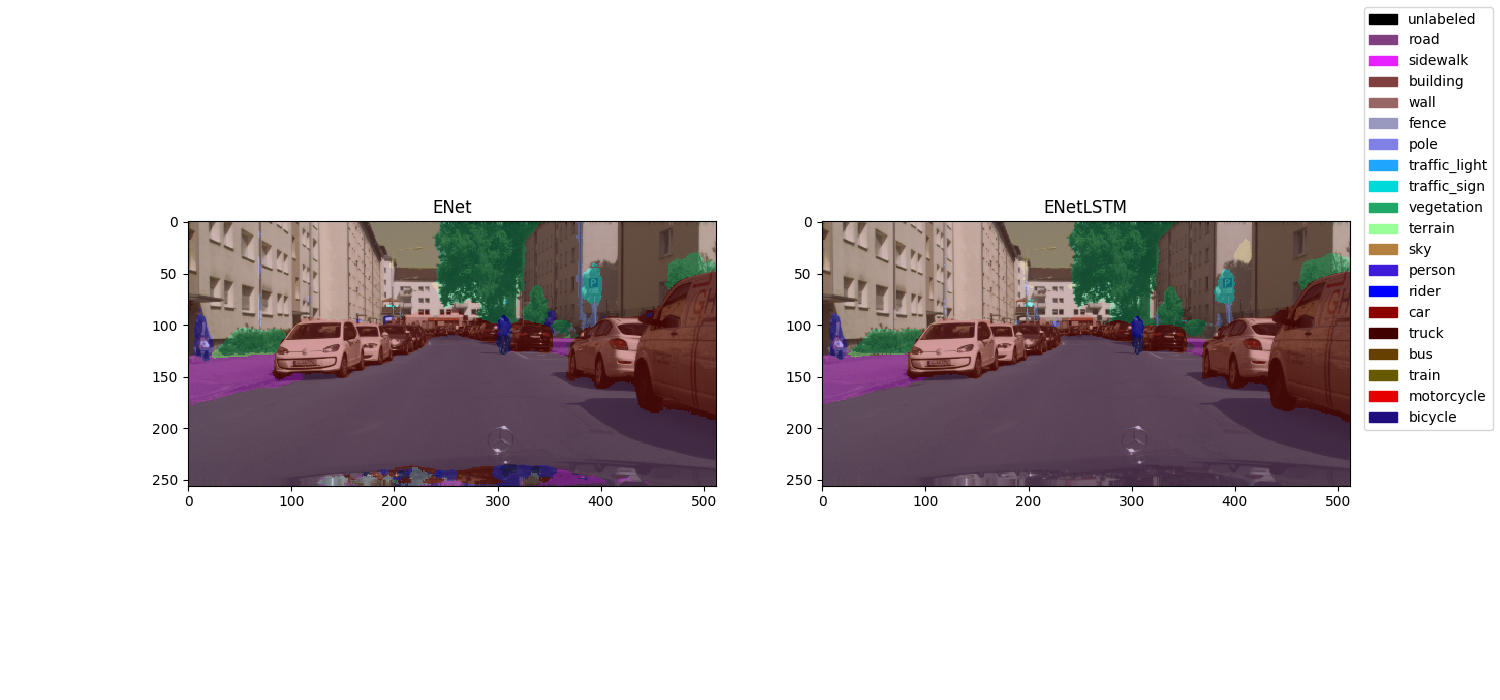 ENet
0
50
100
150
200
250
0 100 200 300 400 500
P
ENetLSTM
0
50
100
150
200
250
0 100 200 300 400 500
P
unlabeled
road
sidewalk
building
wall
fence
pole
traffic_light
traffic_sign
vegetation
terrain
sky
person
rider
car
truck
bus
train
motorcycle
bicycle